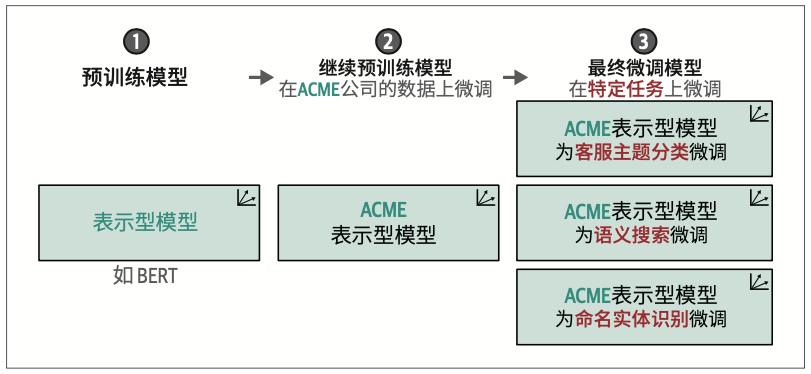 1
预训练模型
2
继续预训练模型
在ACME公司的数据上微调
3
最终微调模型
在特定任务上微调
表示型模型
如 BERT
ACME
表示型模型
ACME表示型模型
为客服主题分类微调
ACME表示型模型
为语义搜索微调
ACME表示型模型
为命名实体识别微调